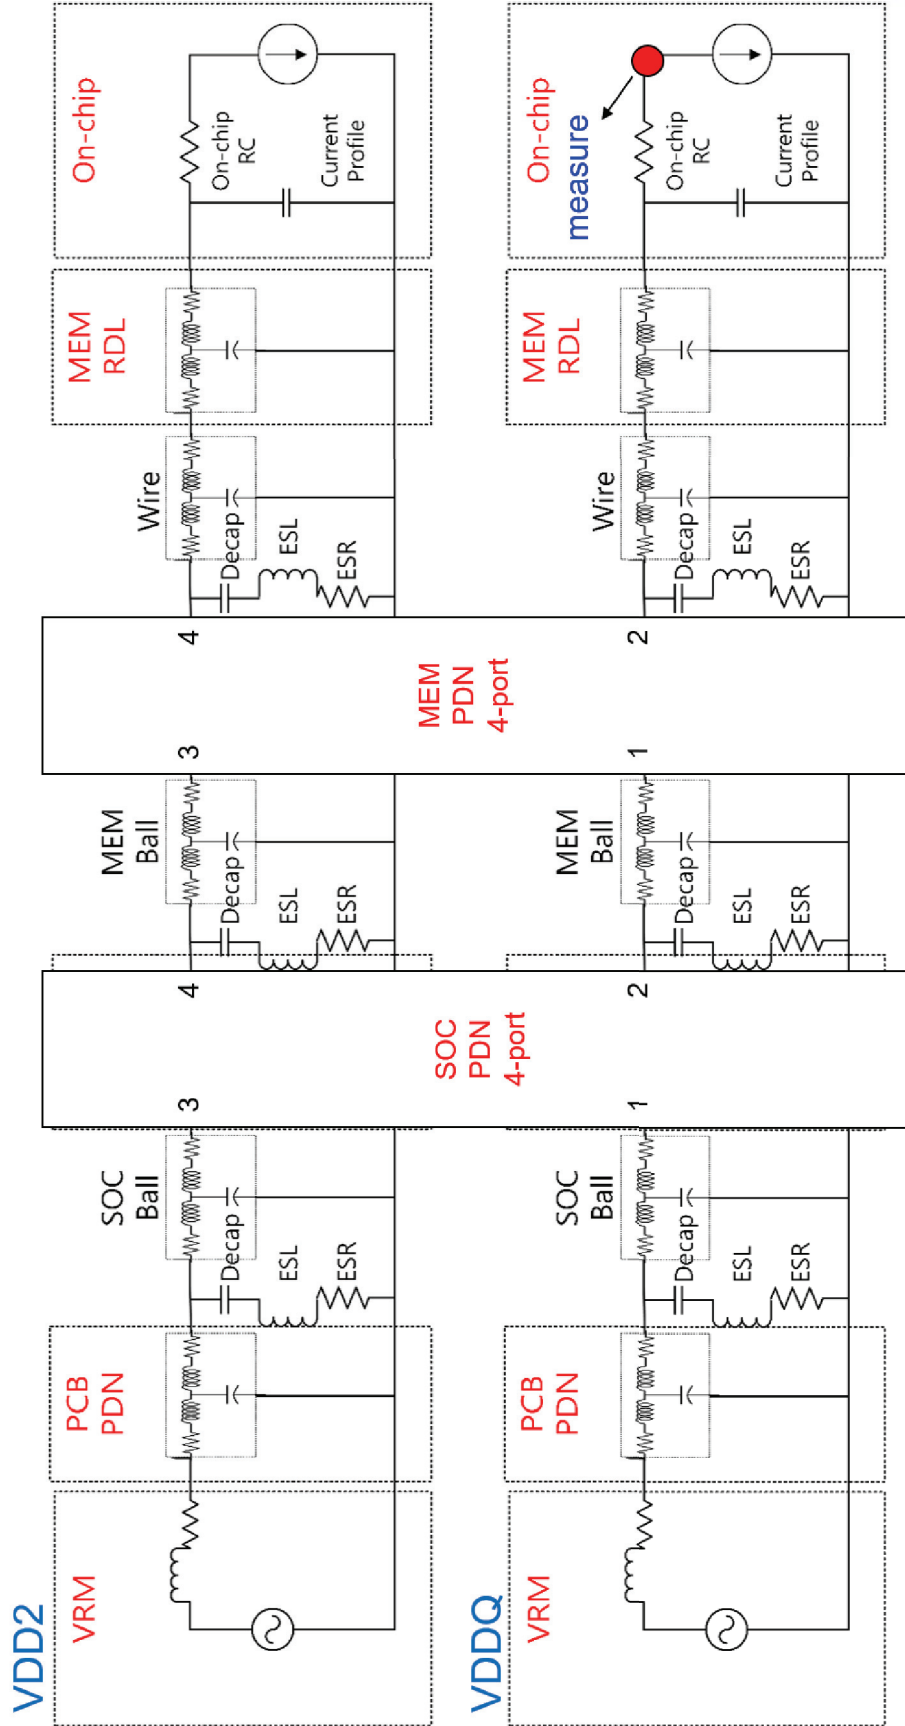 VDD2
VRM
PCB
PDN
Decap
ESL
ESR
SOC
Ball
3
4
Decap
ESL
ESR
MEM
Ball
3
4
Decap
ESL
ESR
Wire
MEM
RDL
On-chip
On-chip
RC
Current
Profile
SOC
PDN
4-port
MEM
PDN
4-port
VDDQ
VRM
PCB
PDN
Decap
ESL
ESR
SOC
Ball
1
2
Decap
ESL
ESR
MEM
Ball
1
2
Decap
ESL
ESR
Wire
MEM
RDL
On-chip
measure
On-chip
RC
Current
Profile